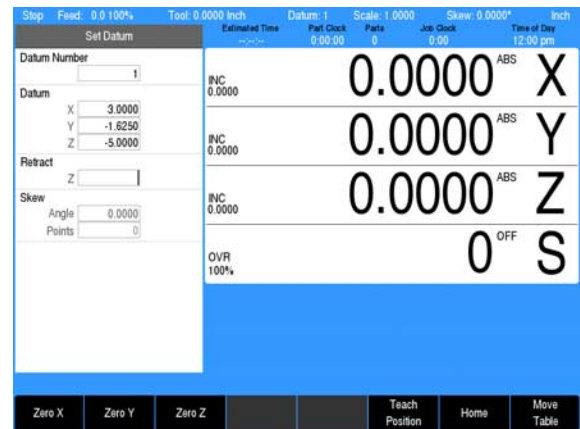 Stop Feed: 0.0 100% Tool: 0.0000 Inch Datum: 1 Scale: 1.0000 Skew: 0.0000° Inch
Set Datum
Estimated Time Part Clock Parts Job Clock Time of Day
--:--:-- 0:00:00 0 0:00 12:00 pm
Datum Number
1
Datum
X 3.0000
Y -1.6250
Z -5.0000
Retract
Z
Skew
Angle 0.0000
Points 0
INC 0.0000 ABS X
0.0000
INC 0.0000 ABS Y
0.0000
INC 0.0000 ABS Z
0.0000
OVR 0 OFF S
100%
Zero X Zero Y Zero Z Teach Position Home Move Table